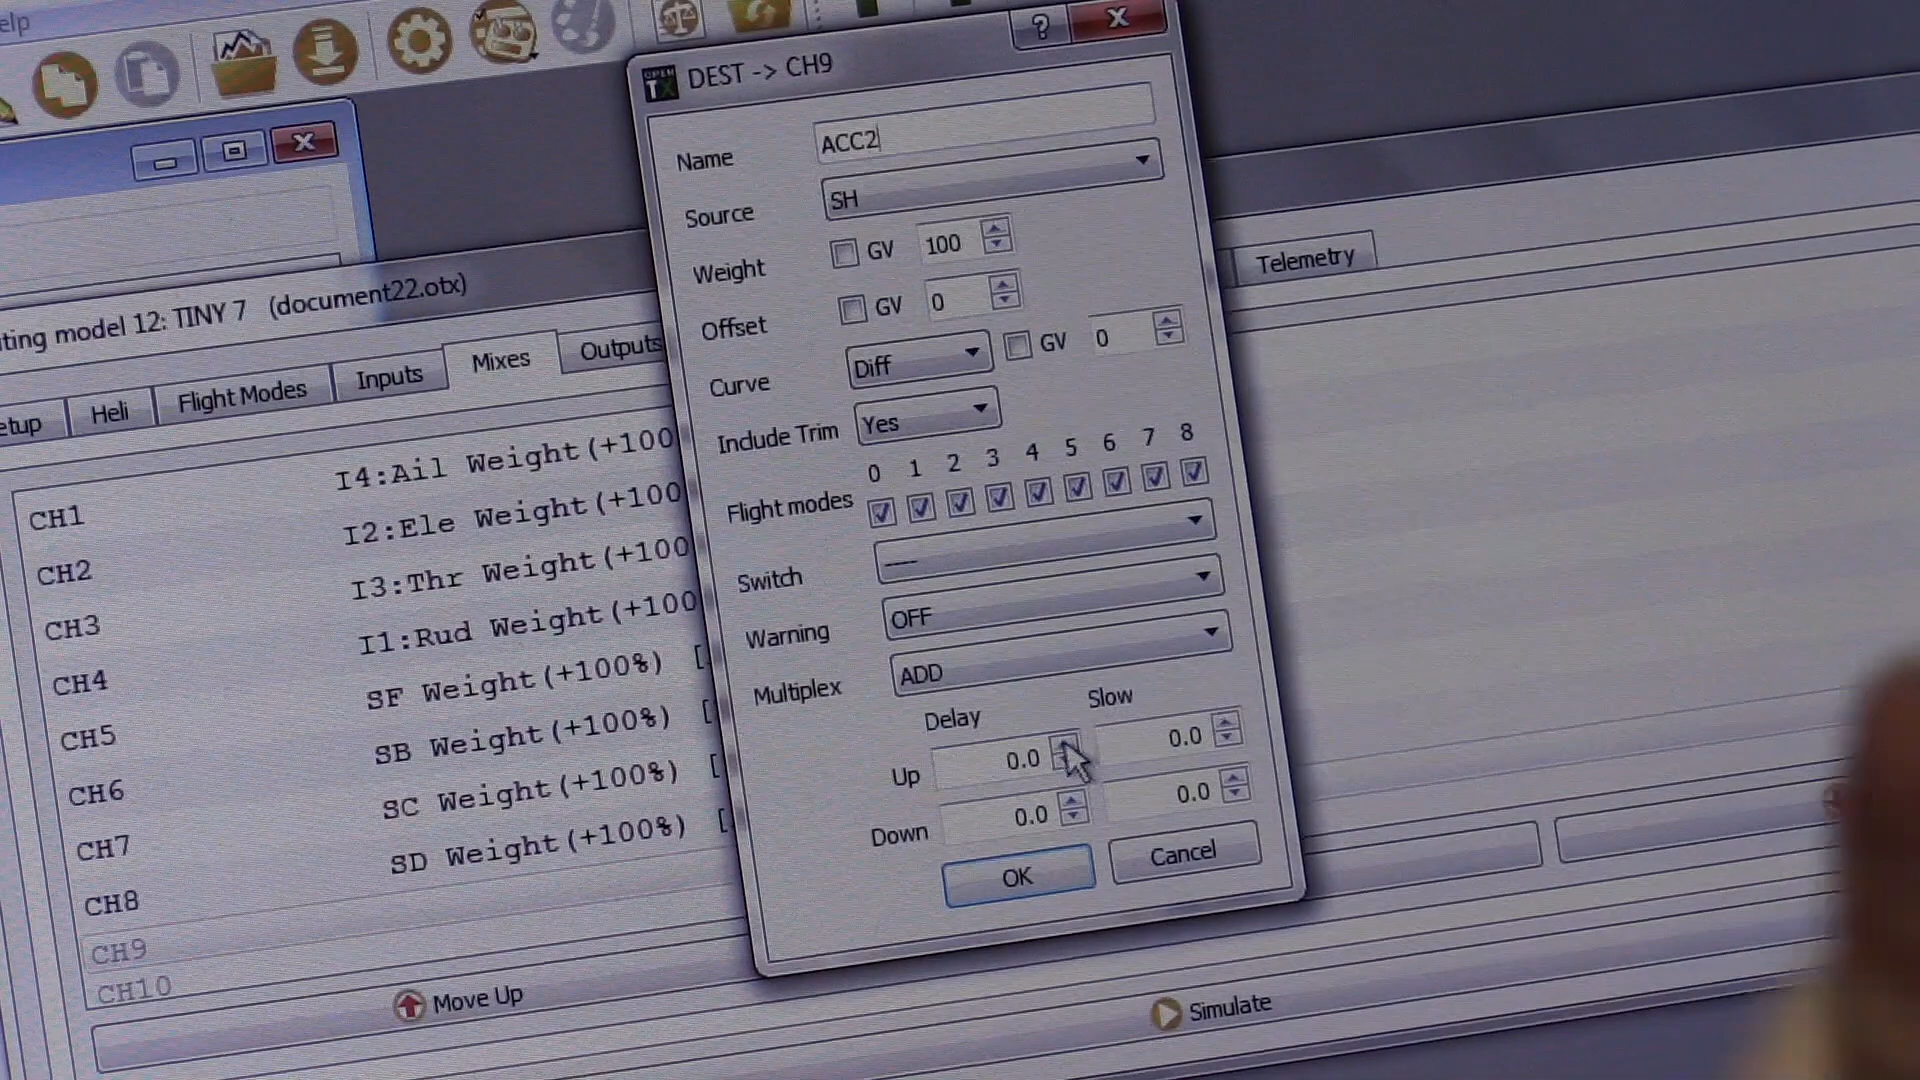 elp
DEST -> CH9
Name
ACC2
Source
SH
Weight
GV
100
Offset
GV
0
Curve
Diff
GV
0
Include Trim
Yes
0 1 2 3 4 5 6 7 8
Flight modes
Switch
----
Warning
OFF
Multiplex
ADD
Delay
Slow
Up
0.0
0.0
Down
0.0
0.0
OK
Cancel
ting model 12: TINY 7 (document22.otx)
etup
Heli
Flight Modes
Inputs
Mixes
Outputs
Telemetry
CH1
I4:Ail Weight(+100
CH2
I2:Ele Weight(+100
CH3
I3:Thr Weight(+100
CH4
I1:Rud Weight(+100
CH5
SF Weight(+100%) [
CH6
SB Weight(+100%) [
CH7
SC Weight(+100%) [
CH8
SD Weight(+100%) [
CH9
CH10
Move Up
Simulate